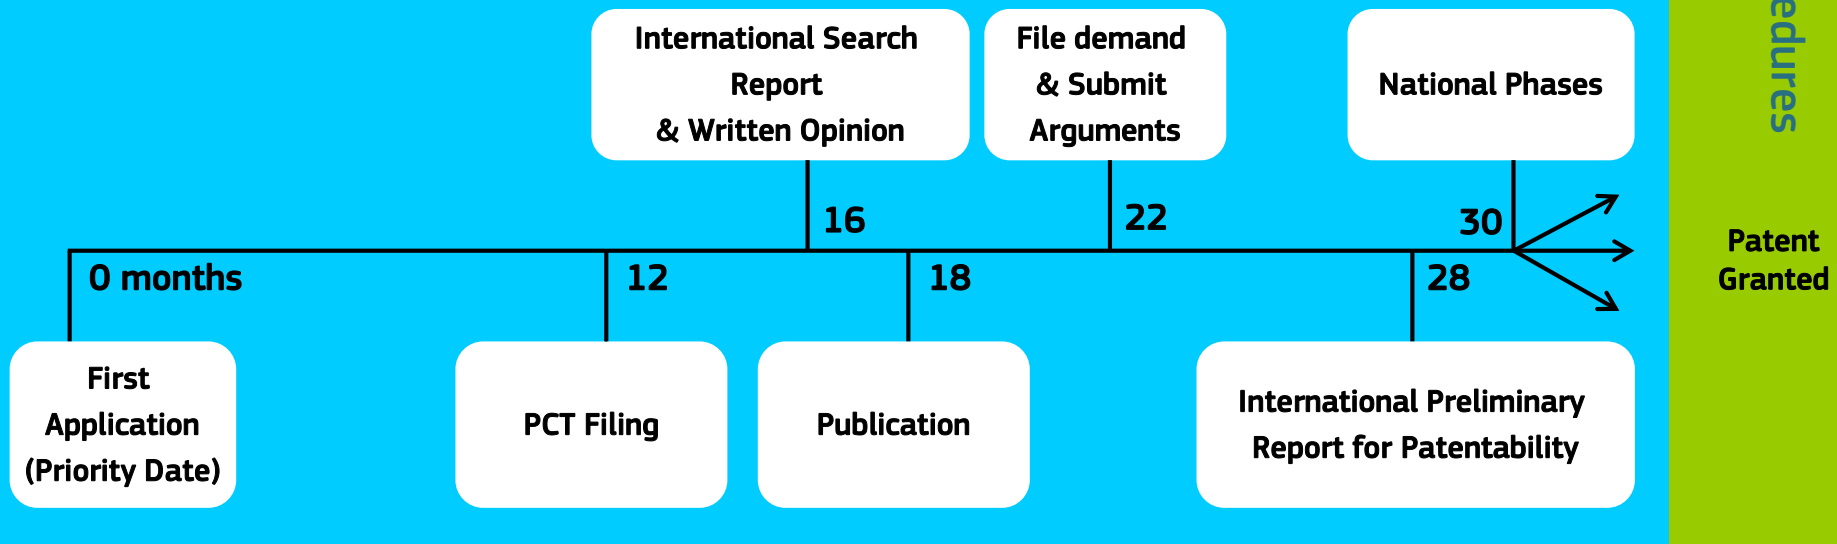 International Search
Report
& Written Opinion
File demand
& Submit
Arguments
National Phases
edures
16
22
30
0 months
12
18
28
Patent
Granted
First
Application
(Priority Date)
PCT Filing
Publication
International Preliminary
Report for Patentability